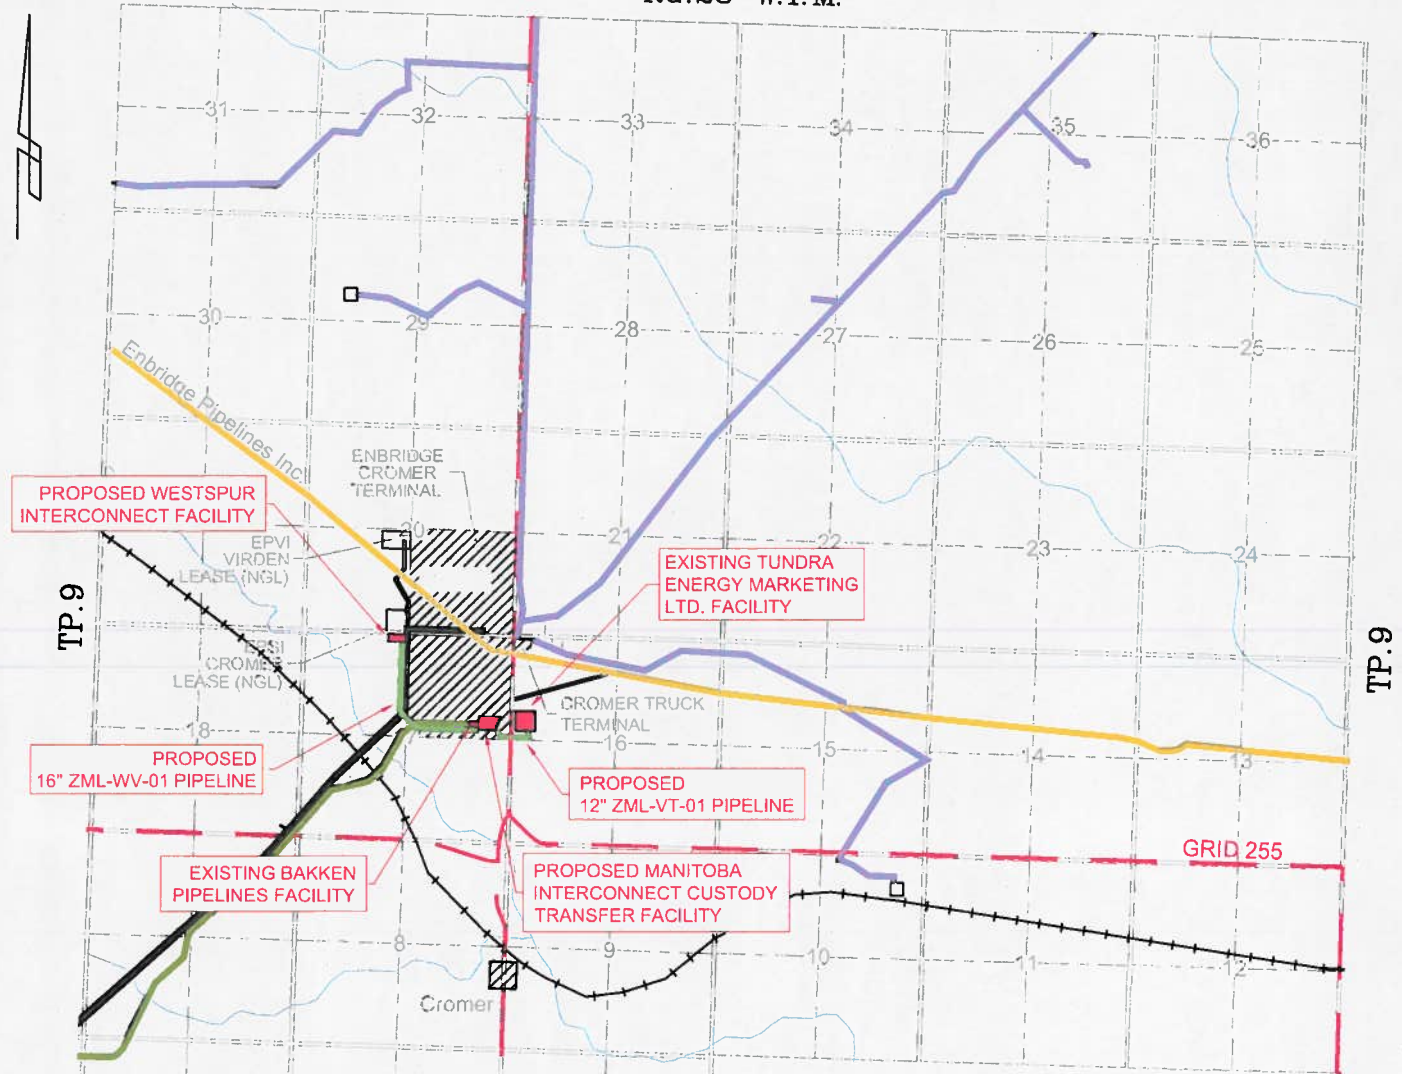 W.P.M.
31
32
33
34
35
36
30
29
28
27
26
25
Enbridge Pipelines Inc.
ENBRIDGE
CROMER
TERMINAL
PROPOSED WESTSPUR
INTERCONNECT FACILITY
EPVI
VIRDEN
LEASE (NGL)
20
21
22
23
24
EXISTING TUNDRA
ENERGY MARKETING
LTD. FACILITY
TP.9
TP.9
CROMER
LEASE (NGL)
CROMER TRUCK
TERMINAL
18
16
15
14
13
PROPOSED
16" ZML-WV-01 PIPELINE
PROPOSED
12" ZML-VT-01 PIPELINE
GRID 255
EXISTING BAKKEN
PIPELINES FACILITY
PROPOSED MANITOBA
INTERCONNECT CUSTODY
TRANSFER FACILITY
8
9
10
11
12
Cromer